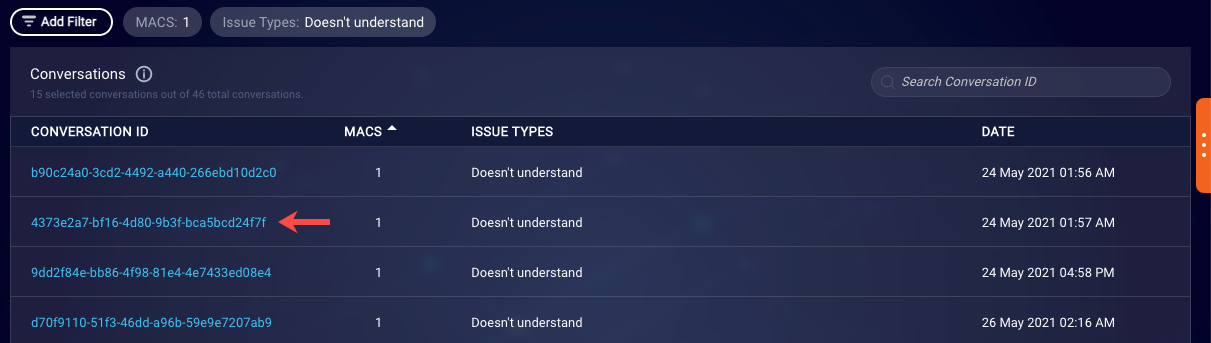 Add Filter MACS: 1 Issue Types: Doesn't understand
Conversations
15 selected conversations out of 46 total conversations.
Search Conversation ID
CONVERSATION ID MACS ISSUE TYPES DATE
b90c24a0-3cd2-4492-a440-266ebd10d2c0 1 Doesn't understand 24 May 2021 01:56 AM
4373e2a7-bf16-4d80-9b3f-bca5bcd24f7f 1 Doesn't understand 24 May 2021 01:57 AM
9dd2f84e-bb86-4f98-81e4-4e7433ed08e4 1 Doesn't understand 24 May 2021 04:58 PM
d70f9110-51f3-46dd-a96b-59e9e7207ab9 1 Doesn't understand 26 May 2021 02:16 AM